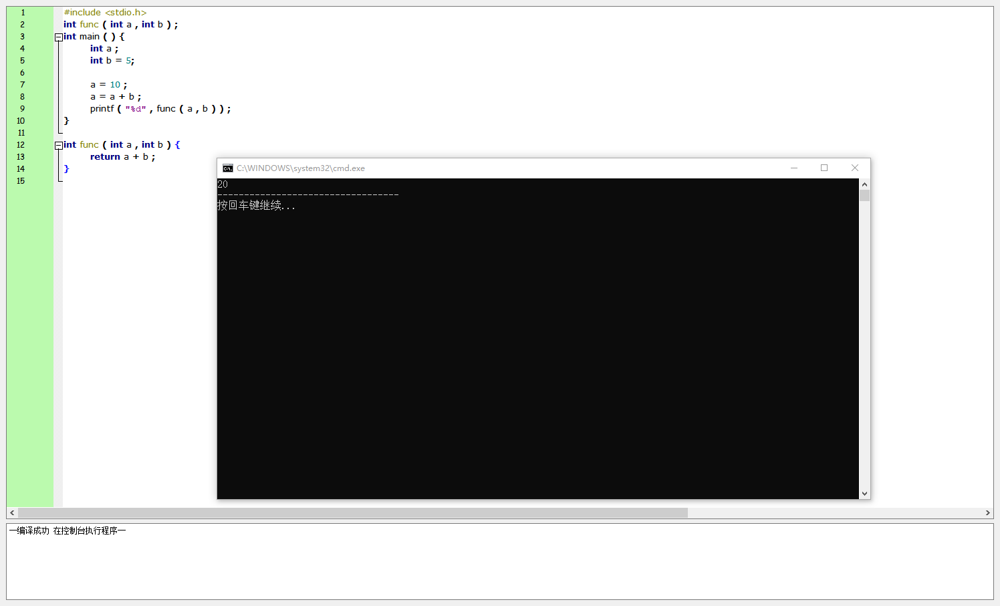 1 #include <stdio.h>
2 int func ( int a , int b ) ;
3 int main ( ) {
4 int a ;
5 int b = 5;
6
7 a = 10 ;
8 a = a + b ;
9 printf ( "%d" , func ( a , b ) ) ;
10 }
11
12 int func ( int a , int b ) {
13 return a + b ;
14 }
15
C:\WINDOWS\system32\cmd.exe
20
----------------------------------
按回车键继续...
—编译成功 在控制台执行程序—